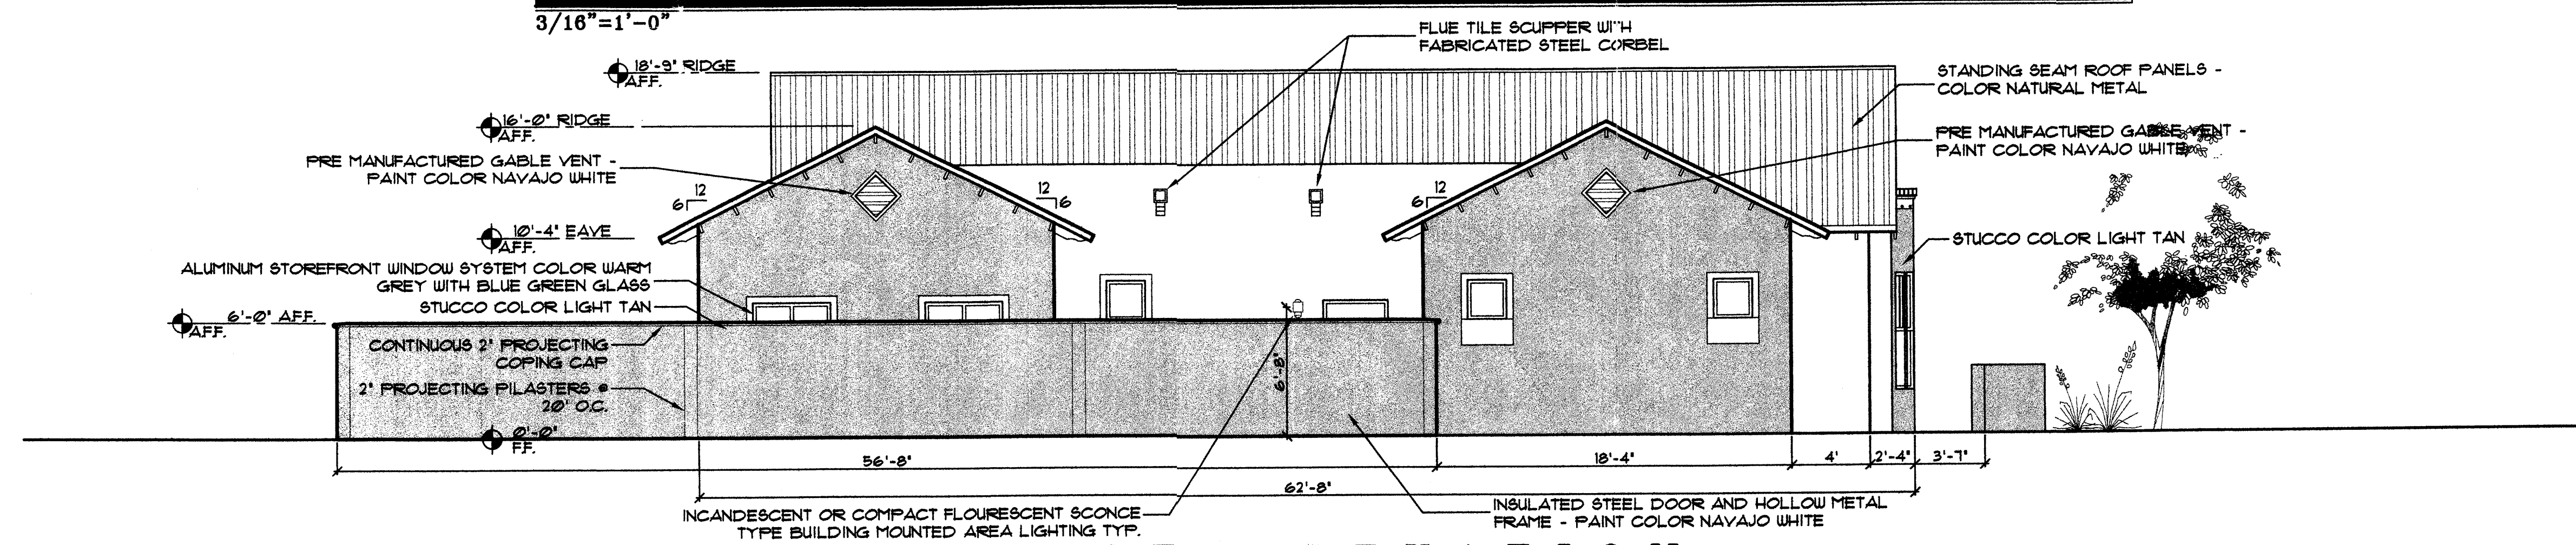 3/16"=1'-0"
FLUE TILE SCUPPER WITH
FABRICATED STEEL CORBEL
18'-9" RIDGE
A.F.F.
STANDING SEAM ROOF PANELS -
COLOR NATURAL METAL
16'-0" RIDGE
A.F.F.
PRE MANUFACTURED GABLE VENT -
PAINT COLOR NAVAJO WHITE
PRE MANUFACTURED GABLE VENT -
PAINT COLOR NAVAJO WHITE
12
6
12
6
12
6
10'-4" EAVE
A.F.F.
STUCCO COLOR LIGHT TAN
ALUMINUM STOREFRONT WINDOW SYSTEM COLOR WARM
GREY WITH BLUE GREEN GLASS
STUCCO COLOR LIGHT TAN
6'-0" A.F.F.
A.F.F.
CONTINUOUS 2" PROJECTING
COPING CAP
2" PROJECTING PILASTERS @
20' O.C.
6'-8"
0'-0"
F.F.
56'-8"
18'-4"
4'
2'-4"
3'-7"
62'-8"
INCANDESCENT OR COMPACT FLOURESCENT SCONCE
TYPE BUILDING MOUNTED AREA LIGHTING TYP.
INSULATED STEEL DOOR AND HOLLOW METAL
FRAME - PAINT COLOR NAVAJO WHITE